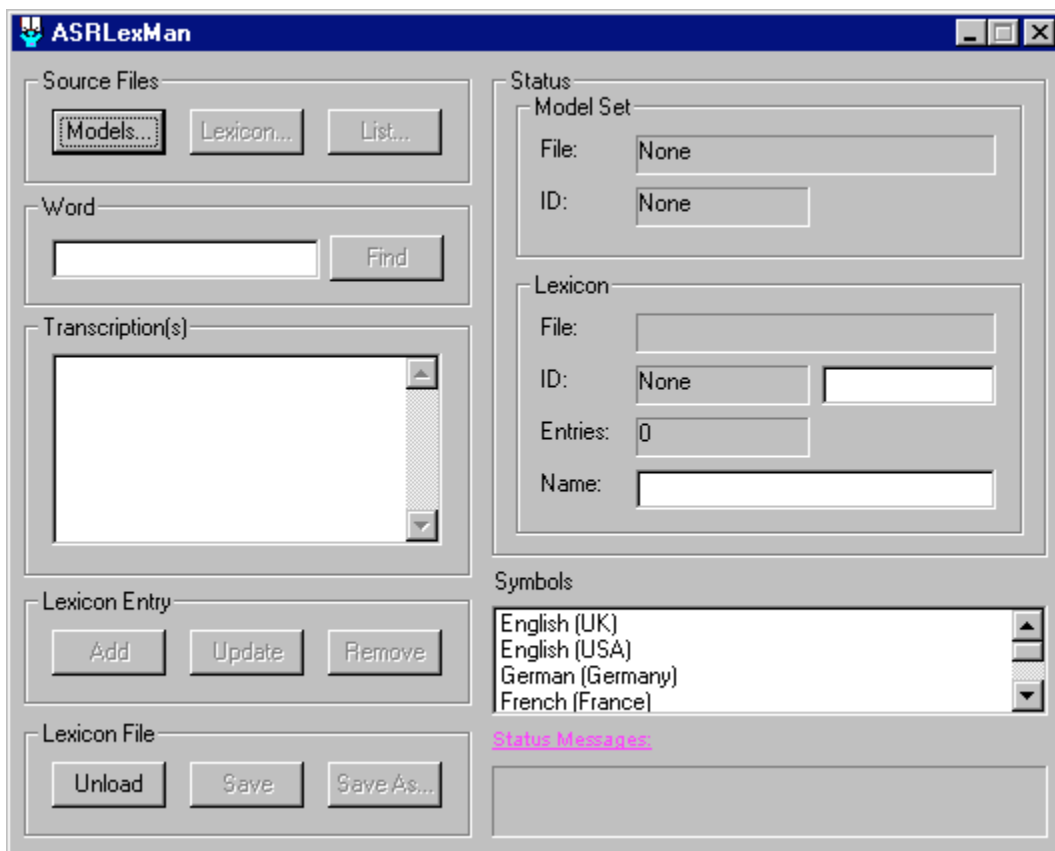 ASRLexMan
Source Files
Models... Lexicon... List...
Word
Find
Transcription(s)
Lexicon Entry
Add Update Remove
Lexicon File
Unload Save Save As...
Status
Model Set
File: None
ID: None
Lexicon
File:
ID: None
Entries: 0
Name:
Symbols
English (UK)
English (USA)
German (Germany)
French (France)
Status Messages: